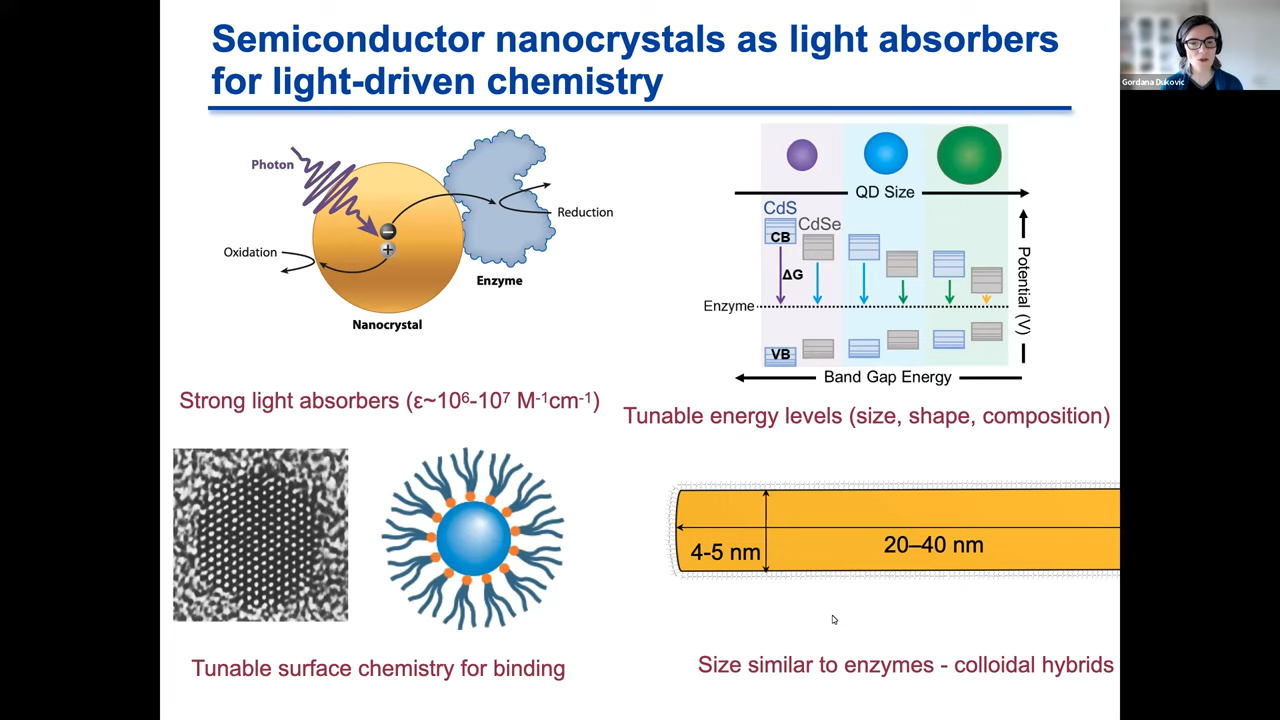 Semiconductor nanocrystals as light absorbers
for light-driven chemistry
Gordana Dukovic
Photon
Reduction
Oxidation
Enzyme
Nanocrystal
Strong light absorbers (ε~10⁶-10⁷ M⁻¹cm⁻¹)
QD Size
CdS
CdSe
CB
ΔG
Enzyme
VB
Potential (V)
Band Gap Energy
Tunable energy levels (size, shape, composition)
Tunable surface chemistry for binding
4-5 nm
20–40 nm
Size similar to enzymes - colloidal hybrids